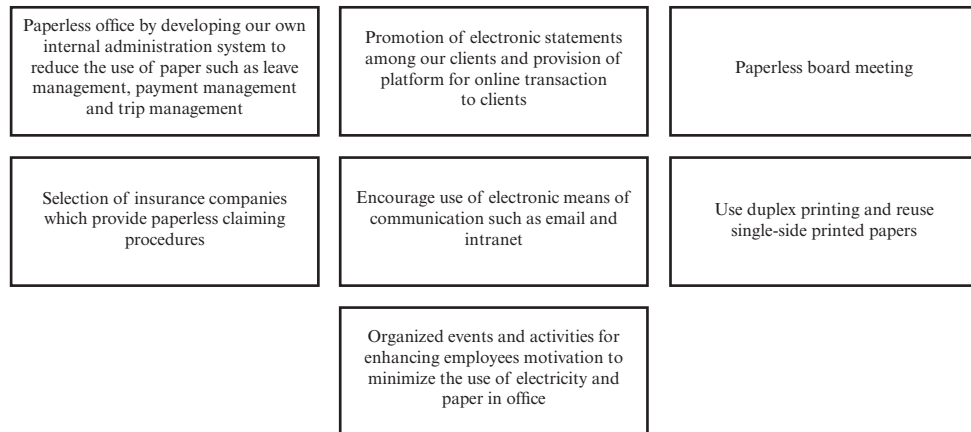 Paperless office by developing our own
internal administration system to
reduce the use of paper such as leave
management, payment management
and trip management
Promotion of electronic statements
among our clients and provision of
platform for online transaction
to clients
Paperless board meeting
Selection of insurance companies
which provide paperless claiming
procedures
Encourage use of electronic means of
communication such as email and
intranet
Use duplex printing and reuse
single-side printed papers
Organized events and activities for
enhancing employees motivation to
minimize the use of electricity and
paper in office